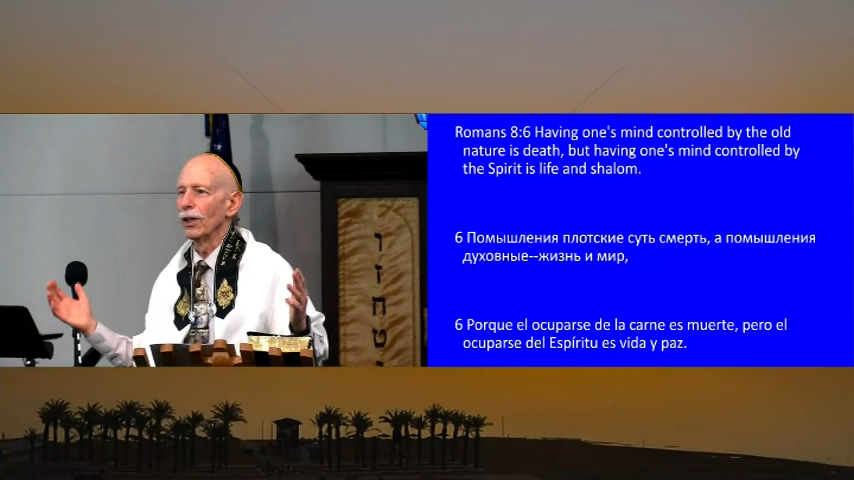 Romans 8:6 Having one's mind controlled by the old
nature is death, but having one's mind controlled by
the Spirit is life and shalom.
6 Помышления плотские суть смерть, а помышления
духовные--жизнь и мир,
6 Porque el ocuparse de la carne es muerte, pero el
ocuparse del Espíritu es vida y paz.